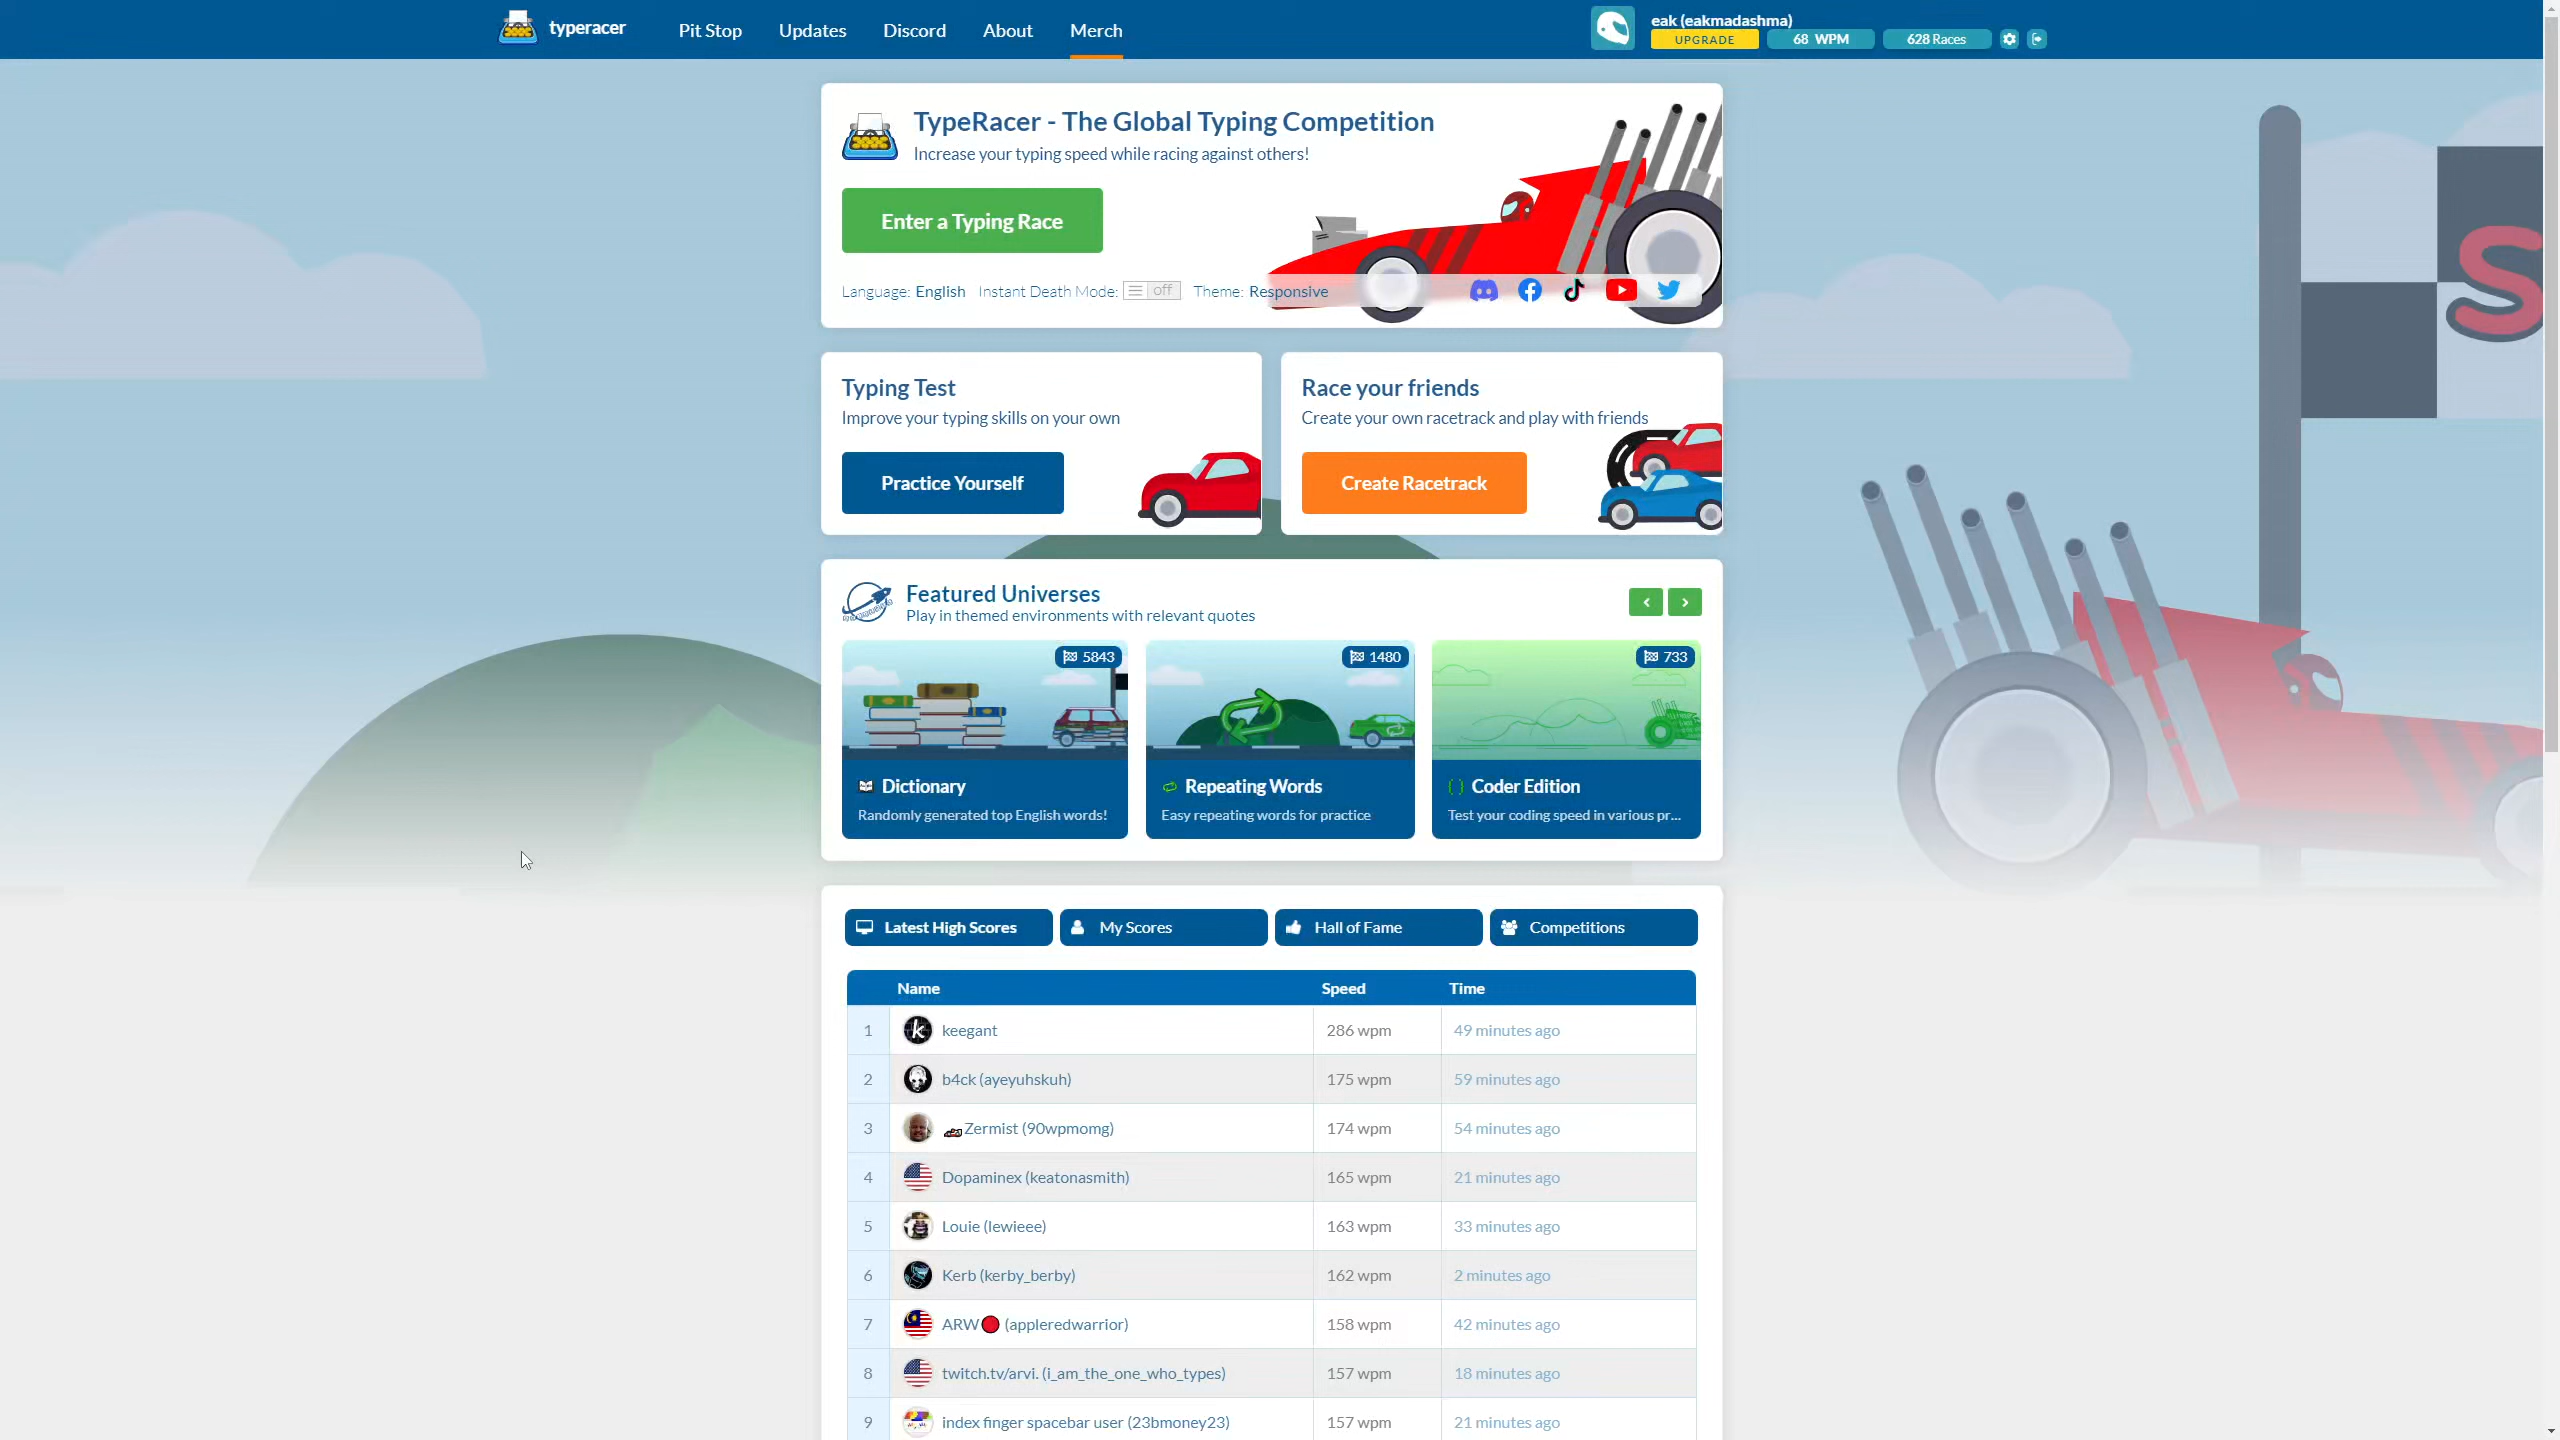 typeracer
Pit Stop
Updates
Discord
About
Merch
eak (eakmadashma)
UPGRADE
68 WPM
628 Races
TypeRacer - The Global Typing Competition
Increase your typing speed while racing against others!
Enter a Typing Race
Language: English
Instant Death Mode: off
Theme: Responsive
Typing Test
Improve your typing skills on your own
Practice Yourself
Race your friends
Create your own racetrack and play with friends
Create Racetrack
Featured Universes
Play in themed environments with relevant quotes
5843
Dictionary
Randomly generated top English words!
1480
Repeating Words
Easy repeating words for practice
733
Coder Edition
Test your coding speed in various pr...
Latest High Scores
My Scores
Hall of Fame
Competitions
Name Speed Time
1 keegant 286 wpm 49 minutes ago
2 b4ck (ayeyuhskuh) 175 wpm 59 minutes ago
3 Zermist (90wpmomg) 174 wpm 54 minutes ago
4 Dopaminex (keatonasmith) 165 wpm 21 minutes ago
5 Louie (lewieee) 163 wpm 33 minutes ago
6 Kerb (kerby_berby) 162 wpm 2 minutes ago
7 ARW (appleredwarrior) 158 wpm 42 minutes ago
8 twitch.tv/arvi. (i_am_the_one_who_types) 157 wpm 18 minutes ago
9 index finger spacebar user (23bmoney23) 157 wpm 21 minutes ago